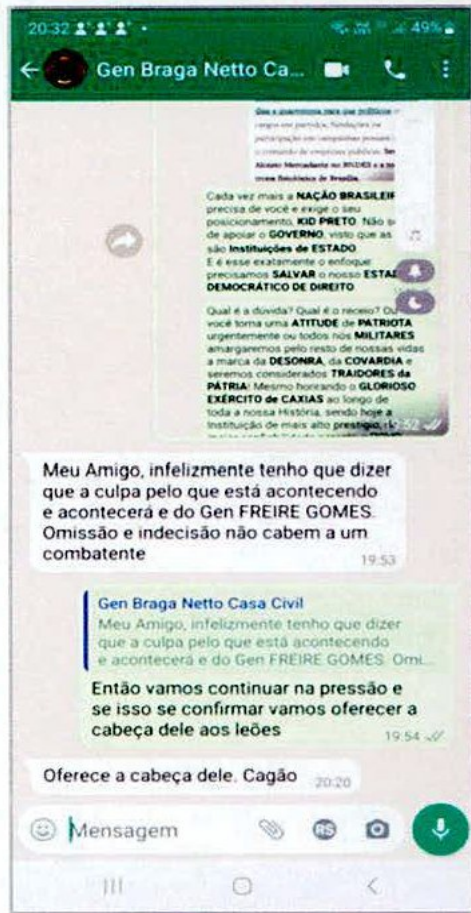 20:32
49%
Gen Braga Netto Ca...
Cada vez mais a NAÇÃO BRASILEIR
precisa de você e exige o seu
posicionamento, KID PRETO. Não s
de apoiar o GOVERNO, visto que as
são Instituições de ESTADO.
E é esse exatamente o enfoque
precisamos SALVAR o nosso ESTAD
DEMOCRÁTICO DE DIREITO
Qual é a dúvida? Qual é o receio? Ou
você toma uma ATITUDE de PATRIOTA
urgentemente ou todos nós MILITARES
amargaremos pelo resto de nossas vidas
a marca da DESONRA, da COVARDIA e
seremos considerados TRAIDORES da
PÁTRIA! Mesmo honrando o GLORIOSO
EXÉRCITO de CAXIAS ao longo de
toda a nossa História, sendo hoje a
Instituição de mais alto prestígio,
Meu Amigo, infelizmente tenho que dizer
que a culpa pelo que está acontecendo
e acontecerá e do Gen FREIRE GOMES.
Omissão e indecisão não cabem a um
combatente
19:53
Gen Braga Netto Casa Civil
Meu Amigo, infelizmente tenho que dizer
que a culpa pelo que está acontecendo
e acontecerá e do Gen FREIRE GOMES. Omi...
Então vamos continuar na pressão e
se isso se confirmar vamos oferecer a
cabeça dele aos leões
19:54
Oferece a cabeça dele. Cagão
20:20
Mensagem
RS